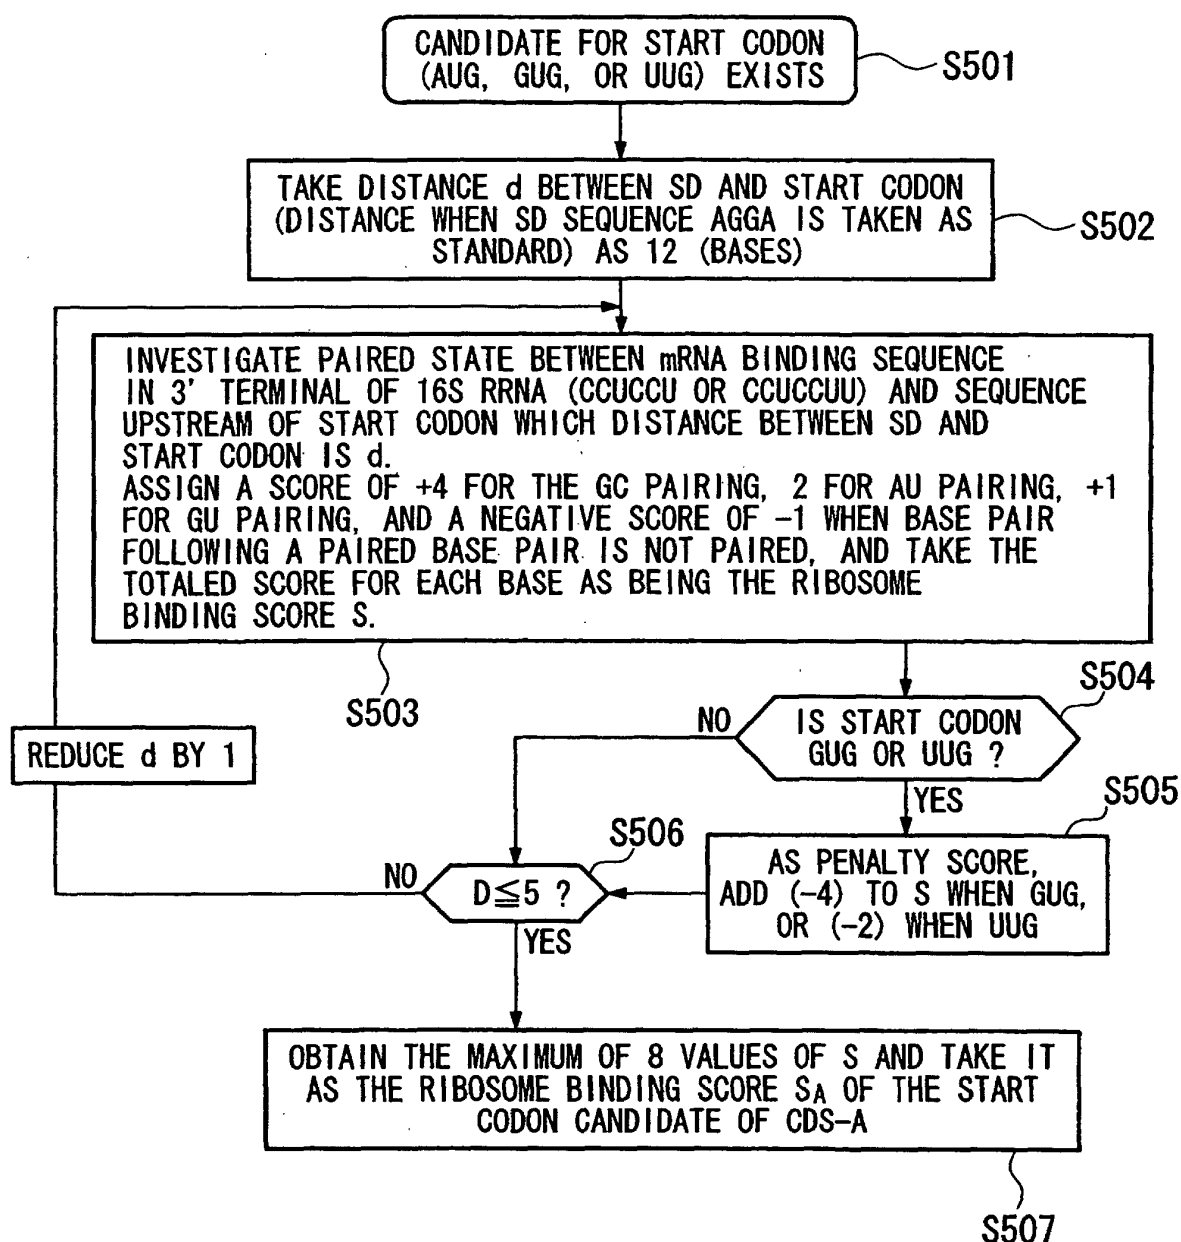 CANDIDATE FOR START CODON
(AUG, GUG, OR UUG) EXISTS
S501
TAKE DISTANCE d BETWEEN SD AND START CODON
(DISTANCE WHEN SD SEQUENCE AGGA IS TAKEN AS
STANDARD) AS 12 (BASES)
S502
INVESTIGATE PAIRED STATE BETWEEN mRNA BINDING SEQUENCE
IN 3' TERMINAL OF 16S RRNA (CCUCCU OR CCUCCUU) AND SEQUENCE
UPSTREAM OF START CODON WHICH DISTANCE BETWEEN SD AND
START CODON IS d.
ASSIGN A SCORE OF +4 FOR THE GC PAIRING, 2 FOR AU PAIRING, +1
FOR GU PAIRING, AND A NEGATIVE SCORE OF -1 WHEN BASE PAIR
FOLLOWING A PAIRED BASE PAIR IS NOT PAIRED, AND TAKE THE
TOTALED SCORE FOR EACH BASE AS BEING THE RIBOSOME
BINDING SCORE S.
S503
S504
IS START CODON
GUG OR UUG ?
NO
YES
REDUCE d BY 1
S505
AS PENALTY SCORE,
ADD (-4) TO S WHEN GUG,
OR (-2) WHEN UUG
S506
D≦5 ?
NO
YES
OBTAIN THE MAXIMUM OF 8 VALUES OF S AND TAKE IT
AS THE RIBOSOME BINDING SCORE SA OF THE START
CODON CANDIDATE OF CDS-A
S507